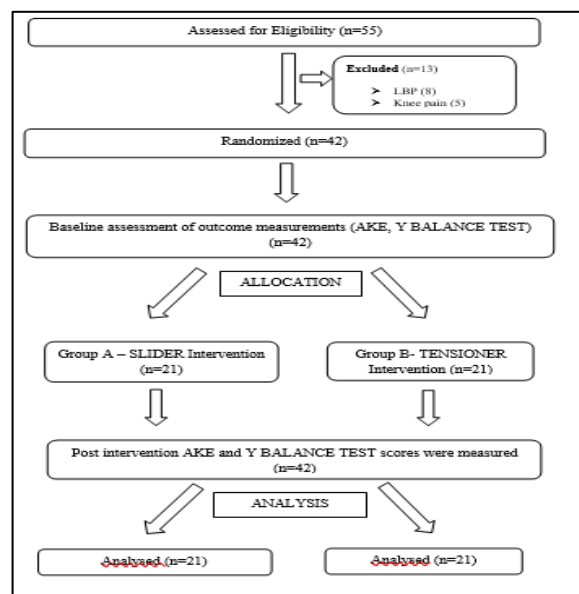 Assessed for Eligibility (n=55)
Excluded (n=13)
➤ LBP (8)
➤ Knee pain (5)
Randomized (n=42)
Baseline assessment of outcome measurements (AKE, Y BALANCE TEST)
(n=42)
ALLOCATION
Group A – SLIDER Intervention
(n=21)
Group B- TENSIONER
Intervention (n=21)
Post intervention AKE and Y BALANCE TEST scores were measured
(n=42)
ANALYSIS
Analysed (n=21)
Analysed (n=21)